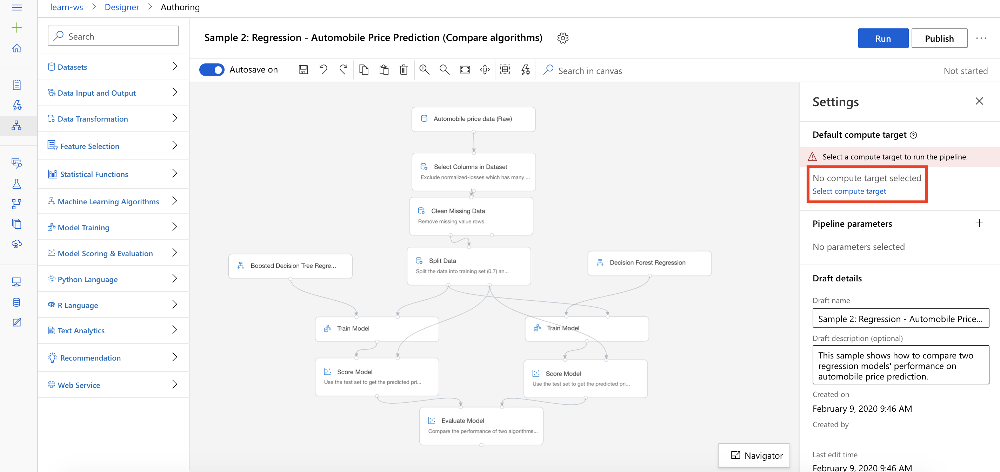 learn-ws > Designer > Authoring
Search
Datasets
Data Input and Output
Data Transformation
Feature Selection
Statistical Functions
Machine Learning Algorithms
Model Training
Model Scoring & Evaluation
Python Language
R Language
Text Analytics
Recommendation
Web Service
Sample 2: Regression - Automobile Price Prediction (Compare algorithms)
Run
Publish
...
Autosave on
Search in canvas
Not started
Automobile price data (Raw)
Select Columns in Dataset
Exclude normalized-losses which has many ...
Clean Missing Data
Remove missing value rows
Boosted Decision Tree Regre...
Split Data
Split the data into training set (0.7) an...
Decision Forest Regression
Train Model
Train Model
Score Model
Use the test set to get the predicted pri...
Score Model
Use the test set to get the predicted pri...
Evaluate Model
Compare the performance of two algorithms...
Navigator
Settings
Default compute target
Select a compute target to run the pipeline.
No compute target selected
Select compute target
Pipeline parameters
No parameters selected
Draft details
Draft name
Sample 2: Regression - Automobile Price...
Draft description (optional)
This sample shows how to compare two
regression models' performance on
automobile price prediction.
Created on
February 9, 2020 9:46 AM
Created by
Last edit time
February 9, 2020 9:46 AM